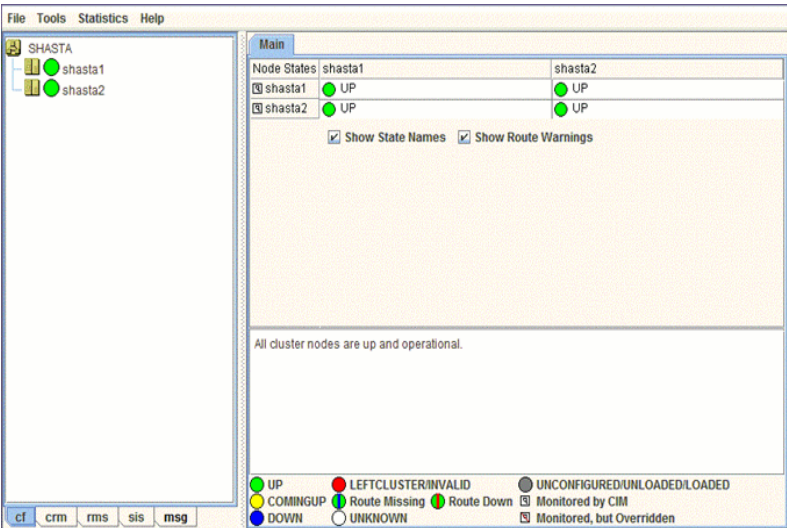 File Tools Statistics Help
SHASTA
shasta1
shasta2
Main
Node States shasta1 shasta2
shasta1 UP UP
shasta2 UP UP
Show State Names Show Route Warnings
All cluster nodes are up and operational.
UP LEFTCLUSTER/INVALID UNCONFIGURED/UNLOADED/LOADED
COMINGUP Route Missing Route Down Monitored by CIM
DOWN UNKNOWN Monitored, but Overridden
cf crm rms sis msg